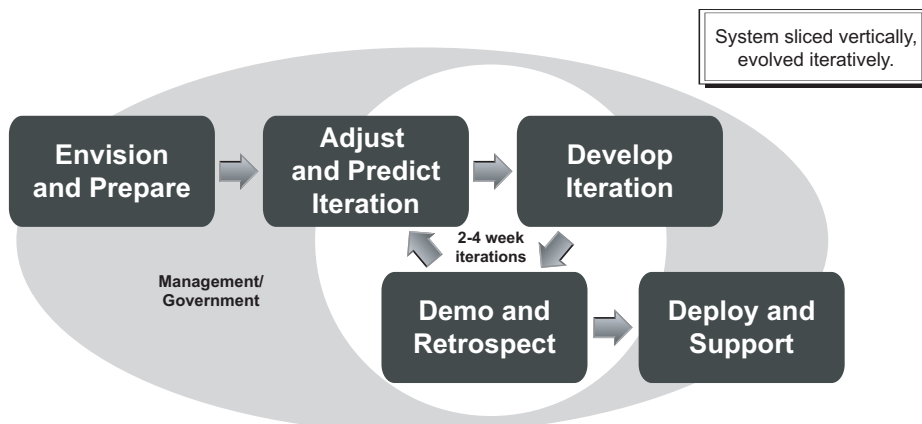 System sliced vertically,
evolved iteratively.
Envision
and Prepare
Adjust
and Predict
Iteration
Develop
Iteration
2-4 week
iterations
Management/
Government
Demo and
Retrospect
Deploy and
Support